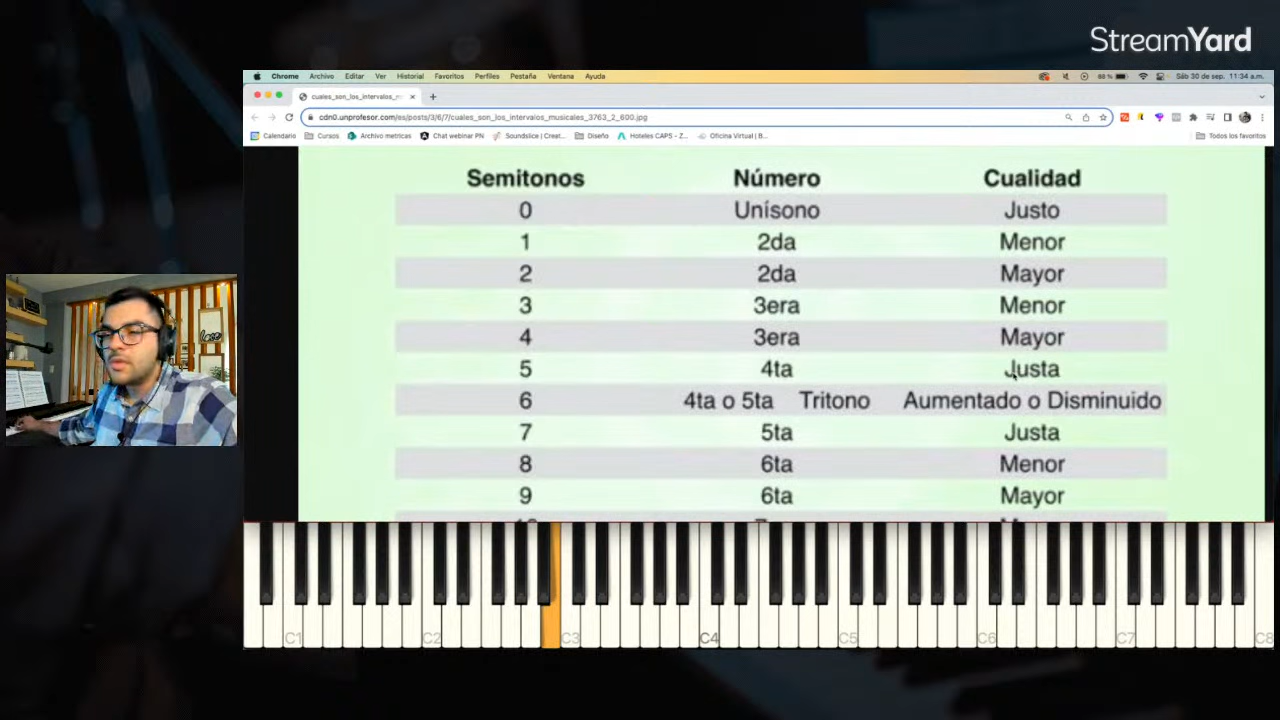 StreamYard
Chrome Archivo Editar Ver Historial Favoritos Perfiles Pestaña Ventana Ayuda
88 % Sáb 30 de sep. 11:34 a.m.
cuales_son_los_intervalos_m
cdn0.unprofesor.com/es/posts/3/6/7/cuales_son_los_intervalos_musicales_3763_2_600.jpg
Calendario Cursos Archivo metricas Chat webinar PN Soundslice | Creat... Diseño Hoteles CAPS - Z... Oficina Virtual | B... Todos los favoritos
Semitonos Número Cualidad
0 Unísono Justo
1 2da Menor
2 2da Mayor
3 3era Menor
4 3era Mayor
5 4ta Justa
6 4ta o 5ta Tritono Aumentado o Disminuido
7 5ta Justa
8 6ta Menor
9 6ta Mayor
C1 C2 C3 C4 C5 C6 C7 C8